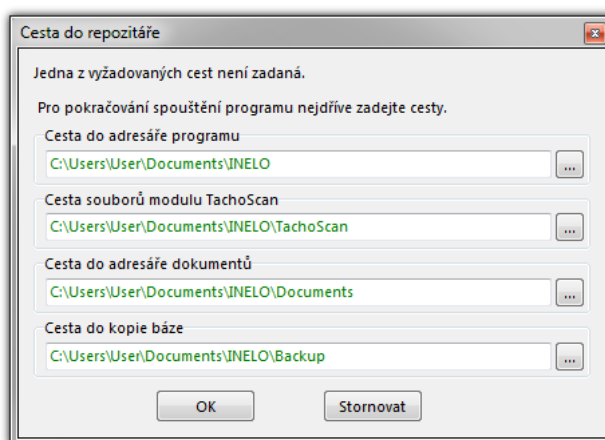 Cesta do repozitáře
Jedna z vyžadovaných cest není zadaná.
Pro pokračování spouštění programu nejdříve zadejte cesty.
Cesta do adresáře programu
C:\Users\User\Documents\INELO
...
Cesta souborů modulu TachoScan
C:\Users\User\Documents\INELO\TachoScan
...
Cesta do adresáře dokumentů
C:\Users\User\Documents\INELO\Documents
...
Cesta do kopie báze
C:\Users\User\Documents\INELO\Backup
...
OK Stornovat